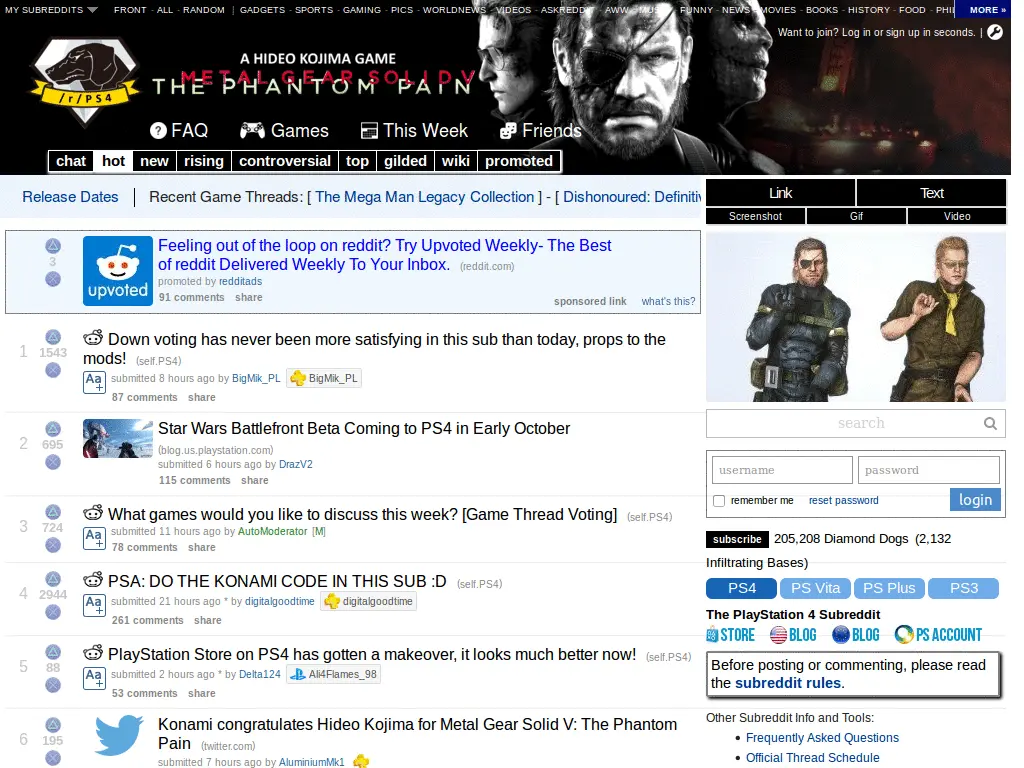 MY SUBREDDITS FRONT - ALL - RANDOM | GADGETS - SPORTS - GAMING - PICS - WORLDNEWS - VIDEOS - ASKREDDIT - AWW - MUSIC - FUNNY - NEWS - MOVIES - BOOKS - HISTORY - FOOD - PHIL MORE »
Want to join? Log in or sign up in seconds. |
A HIDEO KOJIMA GAME
METAL GEAR SOLID V
THE PHANTOM PAIN
/r/PS4
FAQ Games This Week Friends
chat hot new rising controversial top gilded wiki promoted
Release Dates Recent Game Threads: [ The Mega Man Legacy Collection ] - [ Dishonoured: Definitiv
Link Text
Screenshot Gif Video
3
upvoted
Feeling out of the loop on reddit? Try Upvoted Weekly- The Best
of reddit Delivered Weekly To Your Inbox. (reddit.com)
promoted by redditads
91 comments share
sponsored link what's this?
1 1543
Down voting has never been more satisfying in this sub than today, props to the
mods! (self.PS4)
Aa+ submitted 8 hours ago by BigMik_PL BigMik_PL
87 comments share
2 695
Star Wars Battlefront Beta Coming to PS4 in Early October
(blog.us.playstation.com)
submitted 6 hours ago by DrazV2
115 comments share
3 724
What games would you like to discuss this week? [Game Thread Voting] (self.PS4)
Aa+ submitted 11 hours ago by AutoModerator [M]
78 comments share
4 2944
PSA: DO THE KONAMI CODE IN THIS SUB :D (self.PS4)
Aa+ submitted 21 hours ago * by digitalgoodtime digitalgoodtime
261 comments share
5 88
PlayStation Store on PS4 has gotten a makeover, it looks much better now! (self.PS4)
Aa+ submitted 2 hours ago * by Delta124 Ali4Flames_98
53 comments share
6 195
Konami congratulates Hideo Kojima for Metal Gear Solid V: The Phantom
Pain (twitter.com)
submitted 7 hours ago by AluminiumMk1
search
username password
remember me reset password login
subscribe 205,208 Diamond Dogs (2,132
Infiltrating Bases)
PS4 PS Vita PS Plus PS3
The PlayStation 4 Subreddit
STORE BLOG BLOG PS ACCOUNT
Before posting or commenting, please read
the subreddit rules.
Other Subreddit Info and Tools:
• Frequently Asked Questions
• Official Thread Schedule